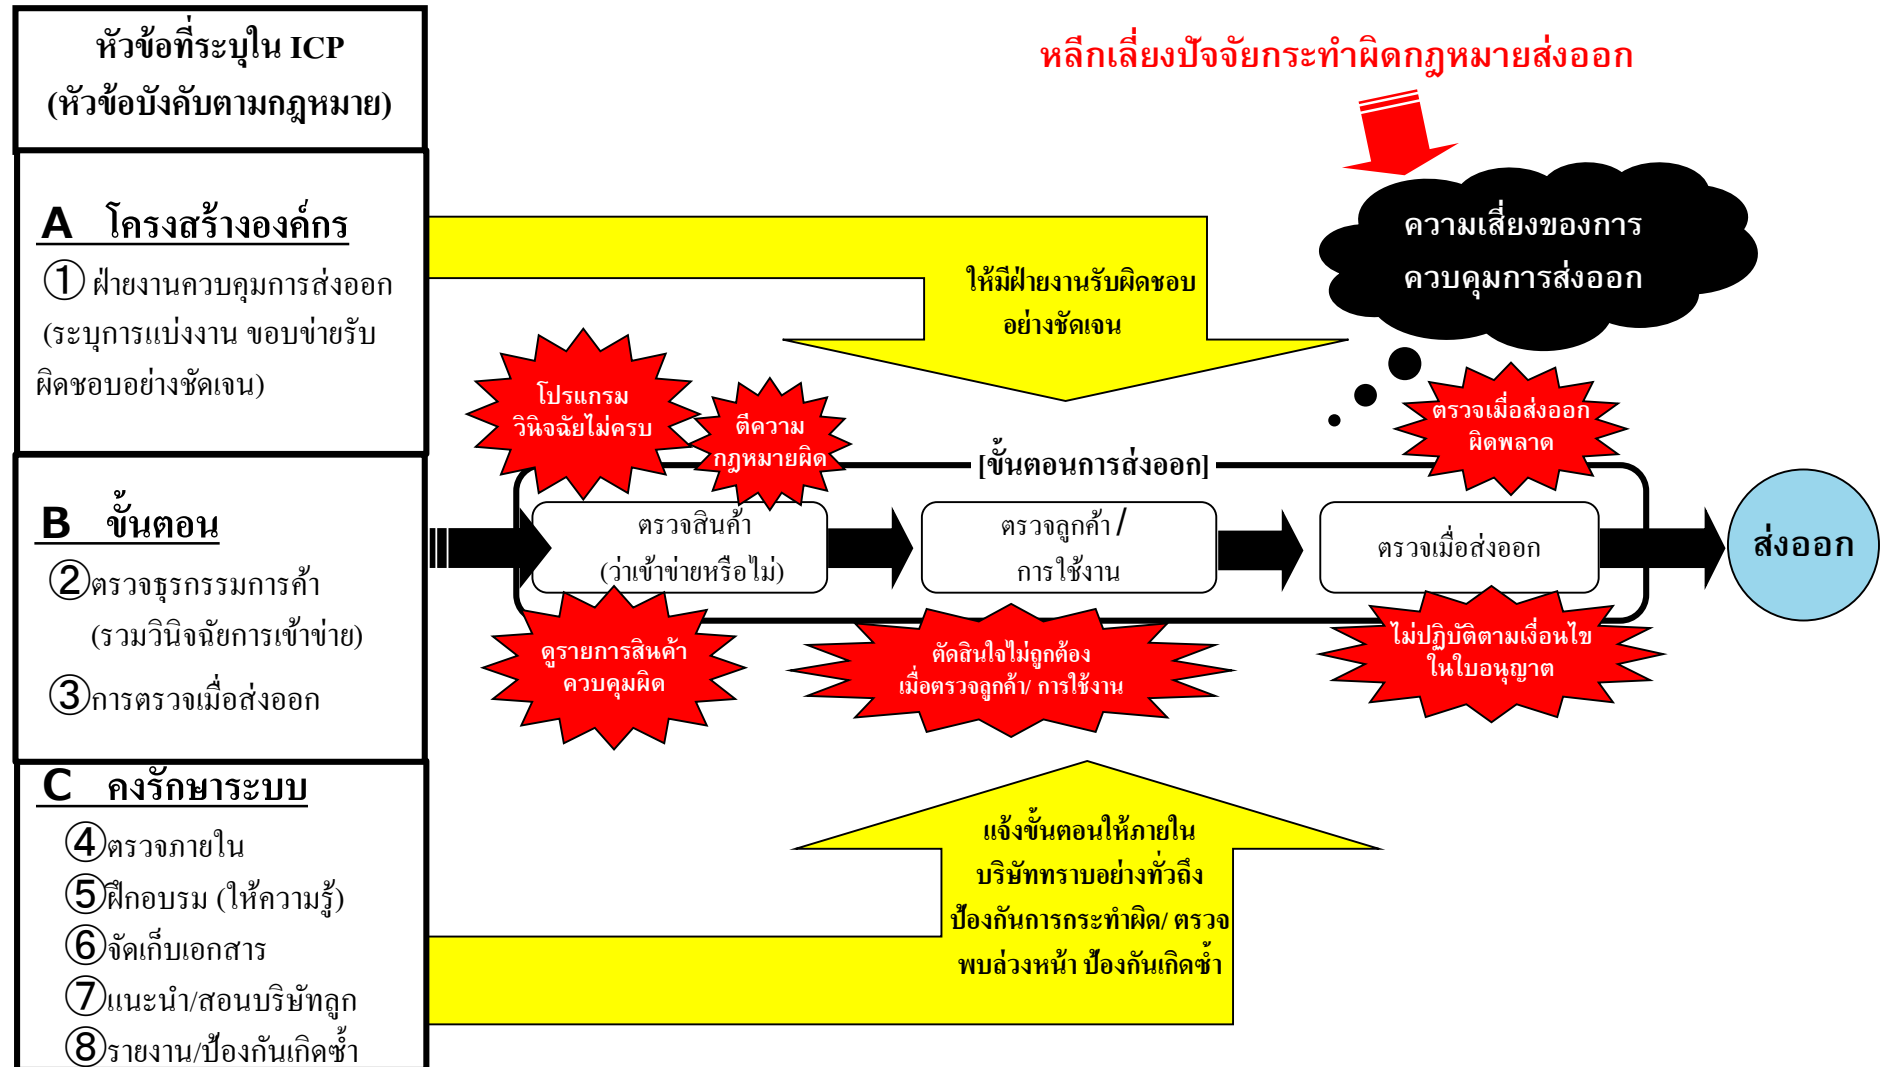 หัวข้อที่ระบุใน ICP
(หัวข้อบังคับตามกฎหมาย)
A โครงสร้างองค์กร
① ฝ่ายงานควบคุมการส่งออก
(ระบุการแบ่งงาน ขอบข่ายรับ
ผิดชอบอย่างชัดเจน)
B ขั้นตอน
②ตรวจธุรกรรมการค้า
(รวมวินิจฉัยการเข้าข่าย)
③การตรวจเมื่อส่งออก
C คงรักษาระบบ
④ตรวจภายใน
⑤ฝึกอบรม (ให้ความรู้)
⑥จัดเก็บเอกสาร
⑦แนะนำ/สอนบริษัทลูก
⑧รายงาน/ป้องกันเกิดซ้ำ
หลีกเลี่ยงปัจจัยกระทำผิดกฎหมายส่งออก
ความเสี่ยงของการ
ควบคุมการส่งออก
ให้มีฝ่ายงานรับผิดชอบ
อย่างชัดเจน
โปรแกรม
วินิจฉัยไม่ครบ
ตีความ
กฎหมายผิด
ตรวจเมื่อส่งออก
ผิดพลาด
[ขั้นตอนการส่งออก]
ตรวจสินค้า
(ว่าเข้าข่ายหรือไม่)
ตรวจลูกค้า /
การใช้งาน
ตรวจเมื่อส่งออก
ส่งออก
ดูรายการสินค้า
ควบคุมผิด
ตัดสินใจไม่ถูกต้อง
เมื่อตรวจลูกค้า/ การใช้งาน
ไม่ปฏิบัติตามเงื่อนไข
ในใบอนุญาต
แจ้งขั้นตอนให้ภายใน
บริษัททราบอย่างทั่วถึง
ป้องกันการกระทำผิด/ ตรวจ
พบล่วงหน้า ป้องกันเกิดซ้ำ